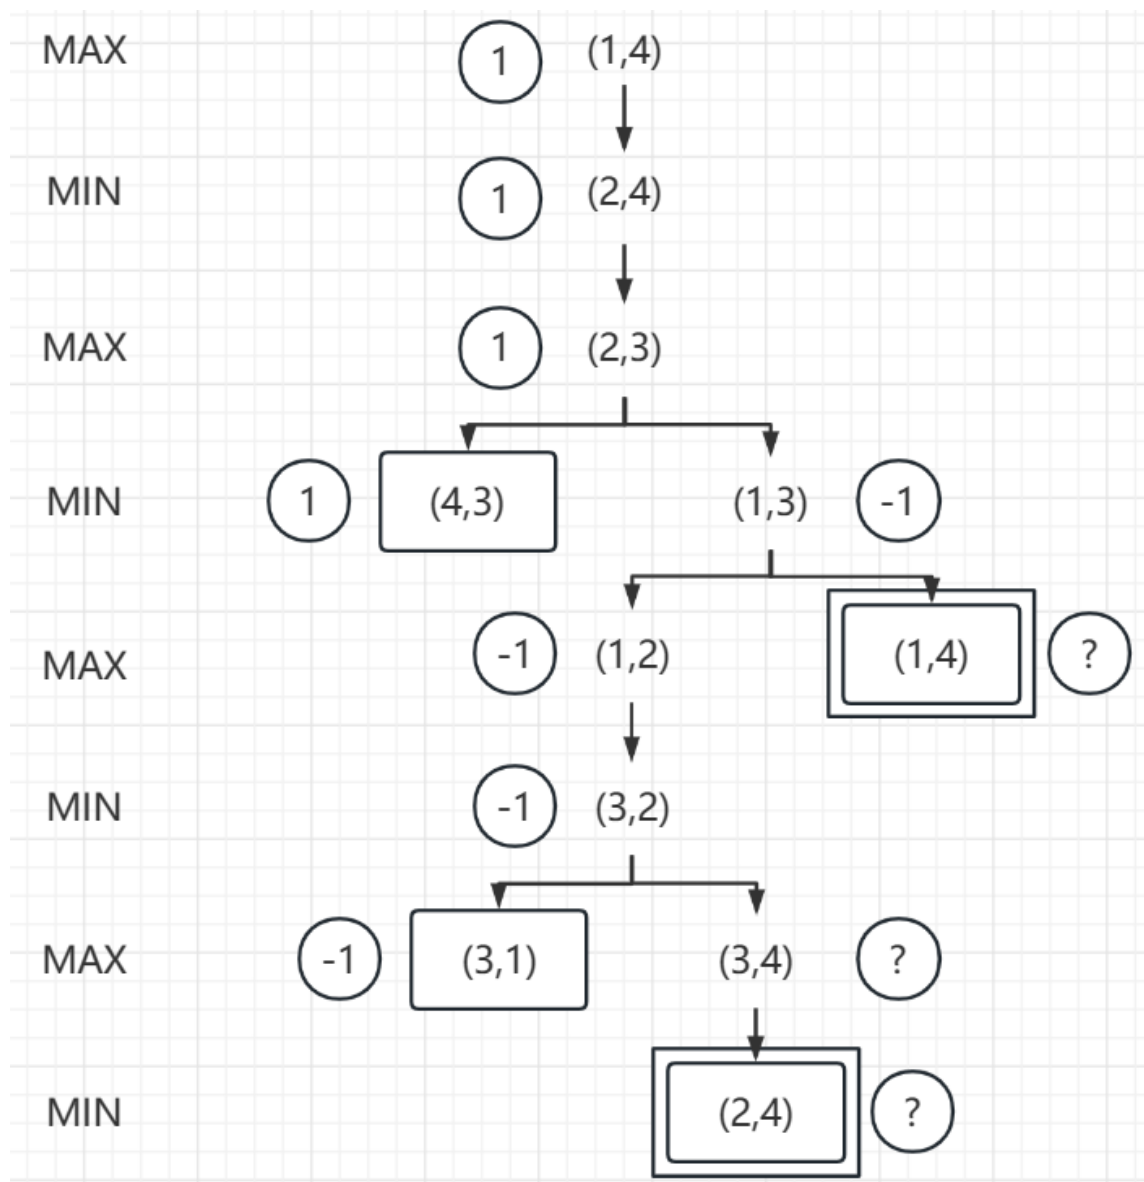 MAX 1 (1,4)
MIN 1 (2,4)
MAX 1 (2,3)
MIN 1 (4,3) (1,3) -1
MAX -1 (1,2) (1,4) ?
MIN -1 (3,2)
MAX -1 (3,1) (3,4) ?
MIN (2,4) ?